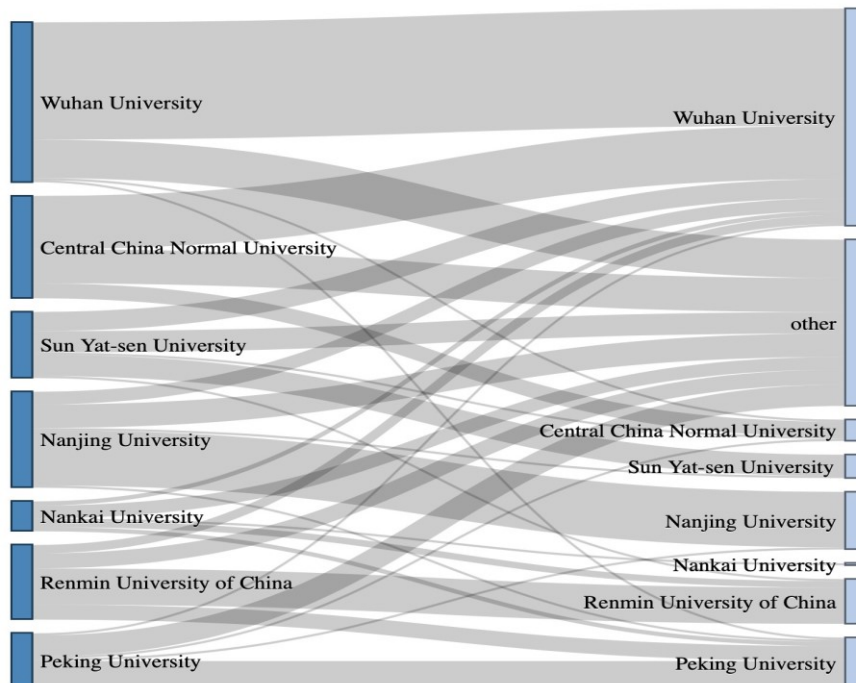 Wuhan University
Central China Normal University
Sun Yat-sen University
Nanjing University
Nankai University
Renmin University of China
Peking University
Wuhan University
other
Central China Normal University
Sun Yat-sen University
Nanjing University
Nankai University
Renmin University of China
Peking University